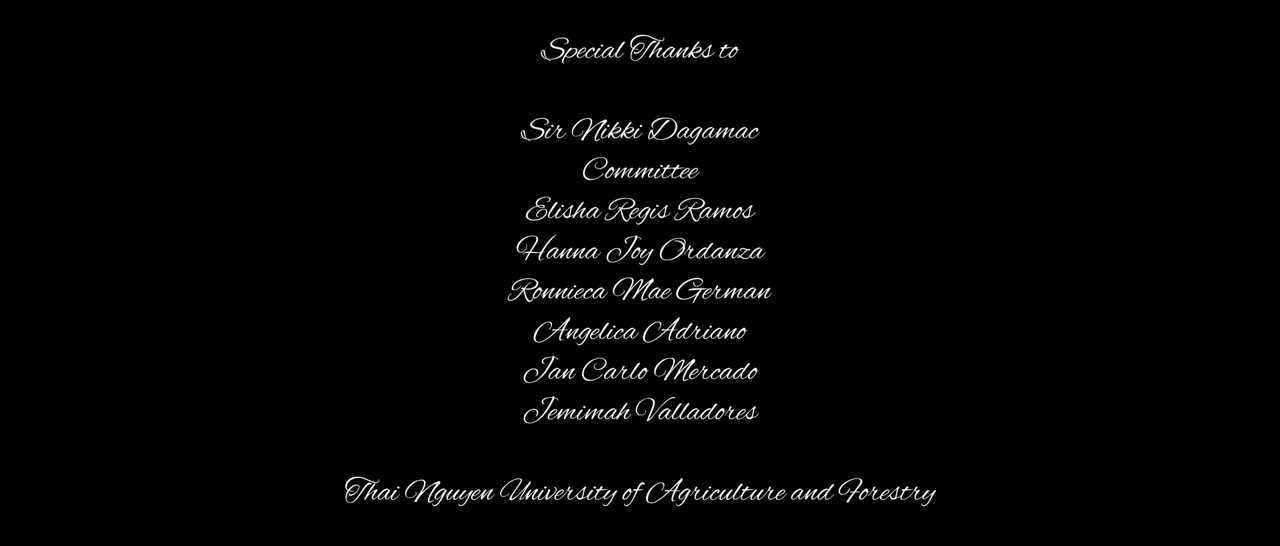 Special Thanks to
Sir Nikki Dagamac
Committee
Elisha Regis Ramos
Hanna Joy Ordanza
Ronnieca Mae German
Angelica Adriano
Jan Carlo Mercado
Jemimah Valladores
Thai Nguyen University of Agriculture and Forestry